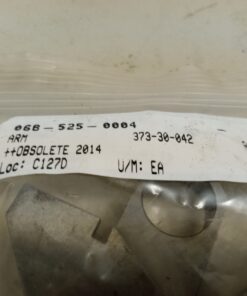 068-525-0004
ARM 373-30-042
++OBSOLETE 2014
Loc: C127D U/M: EA